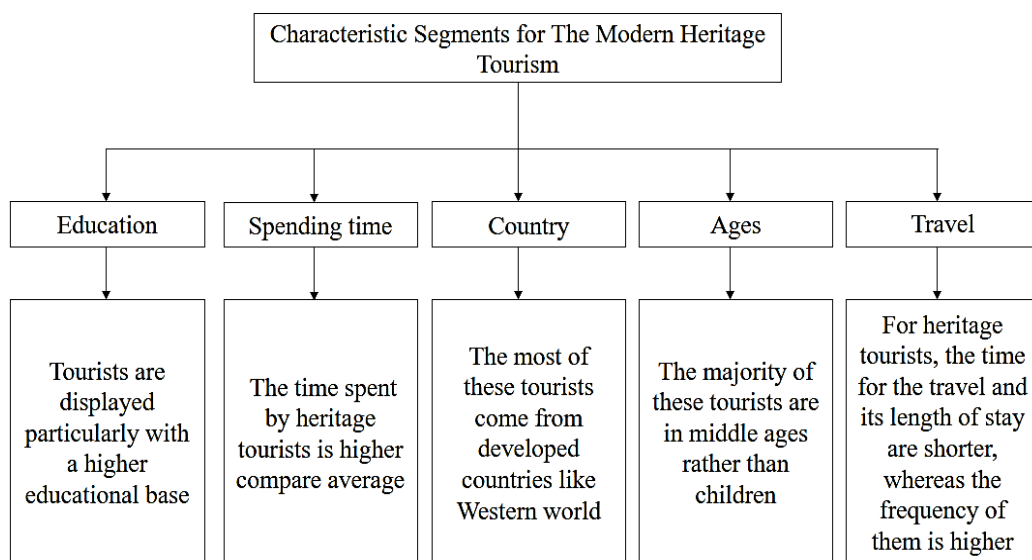 Characteristic Segments for The Modern Heritage
Tourism
Education
Spending time
Country
Ages
Travel
Tourists are
displayed
particularly with
a higher
educational base
The time spent
by heritage
tourists is higher
compare average
The most of
these tourists
come from
developed
countries like
Western world
The majority of
these tourists are
in middle ages
rather than
children
For heritage
tourists, the time
for the travel and
its length of stay
are shorter,
whereas the
frequency of
them is higher